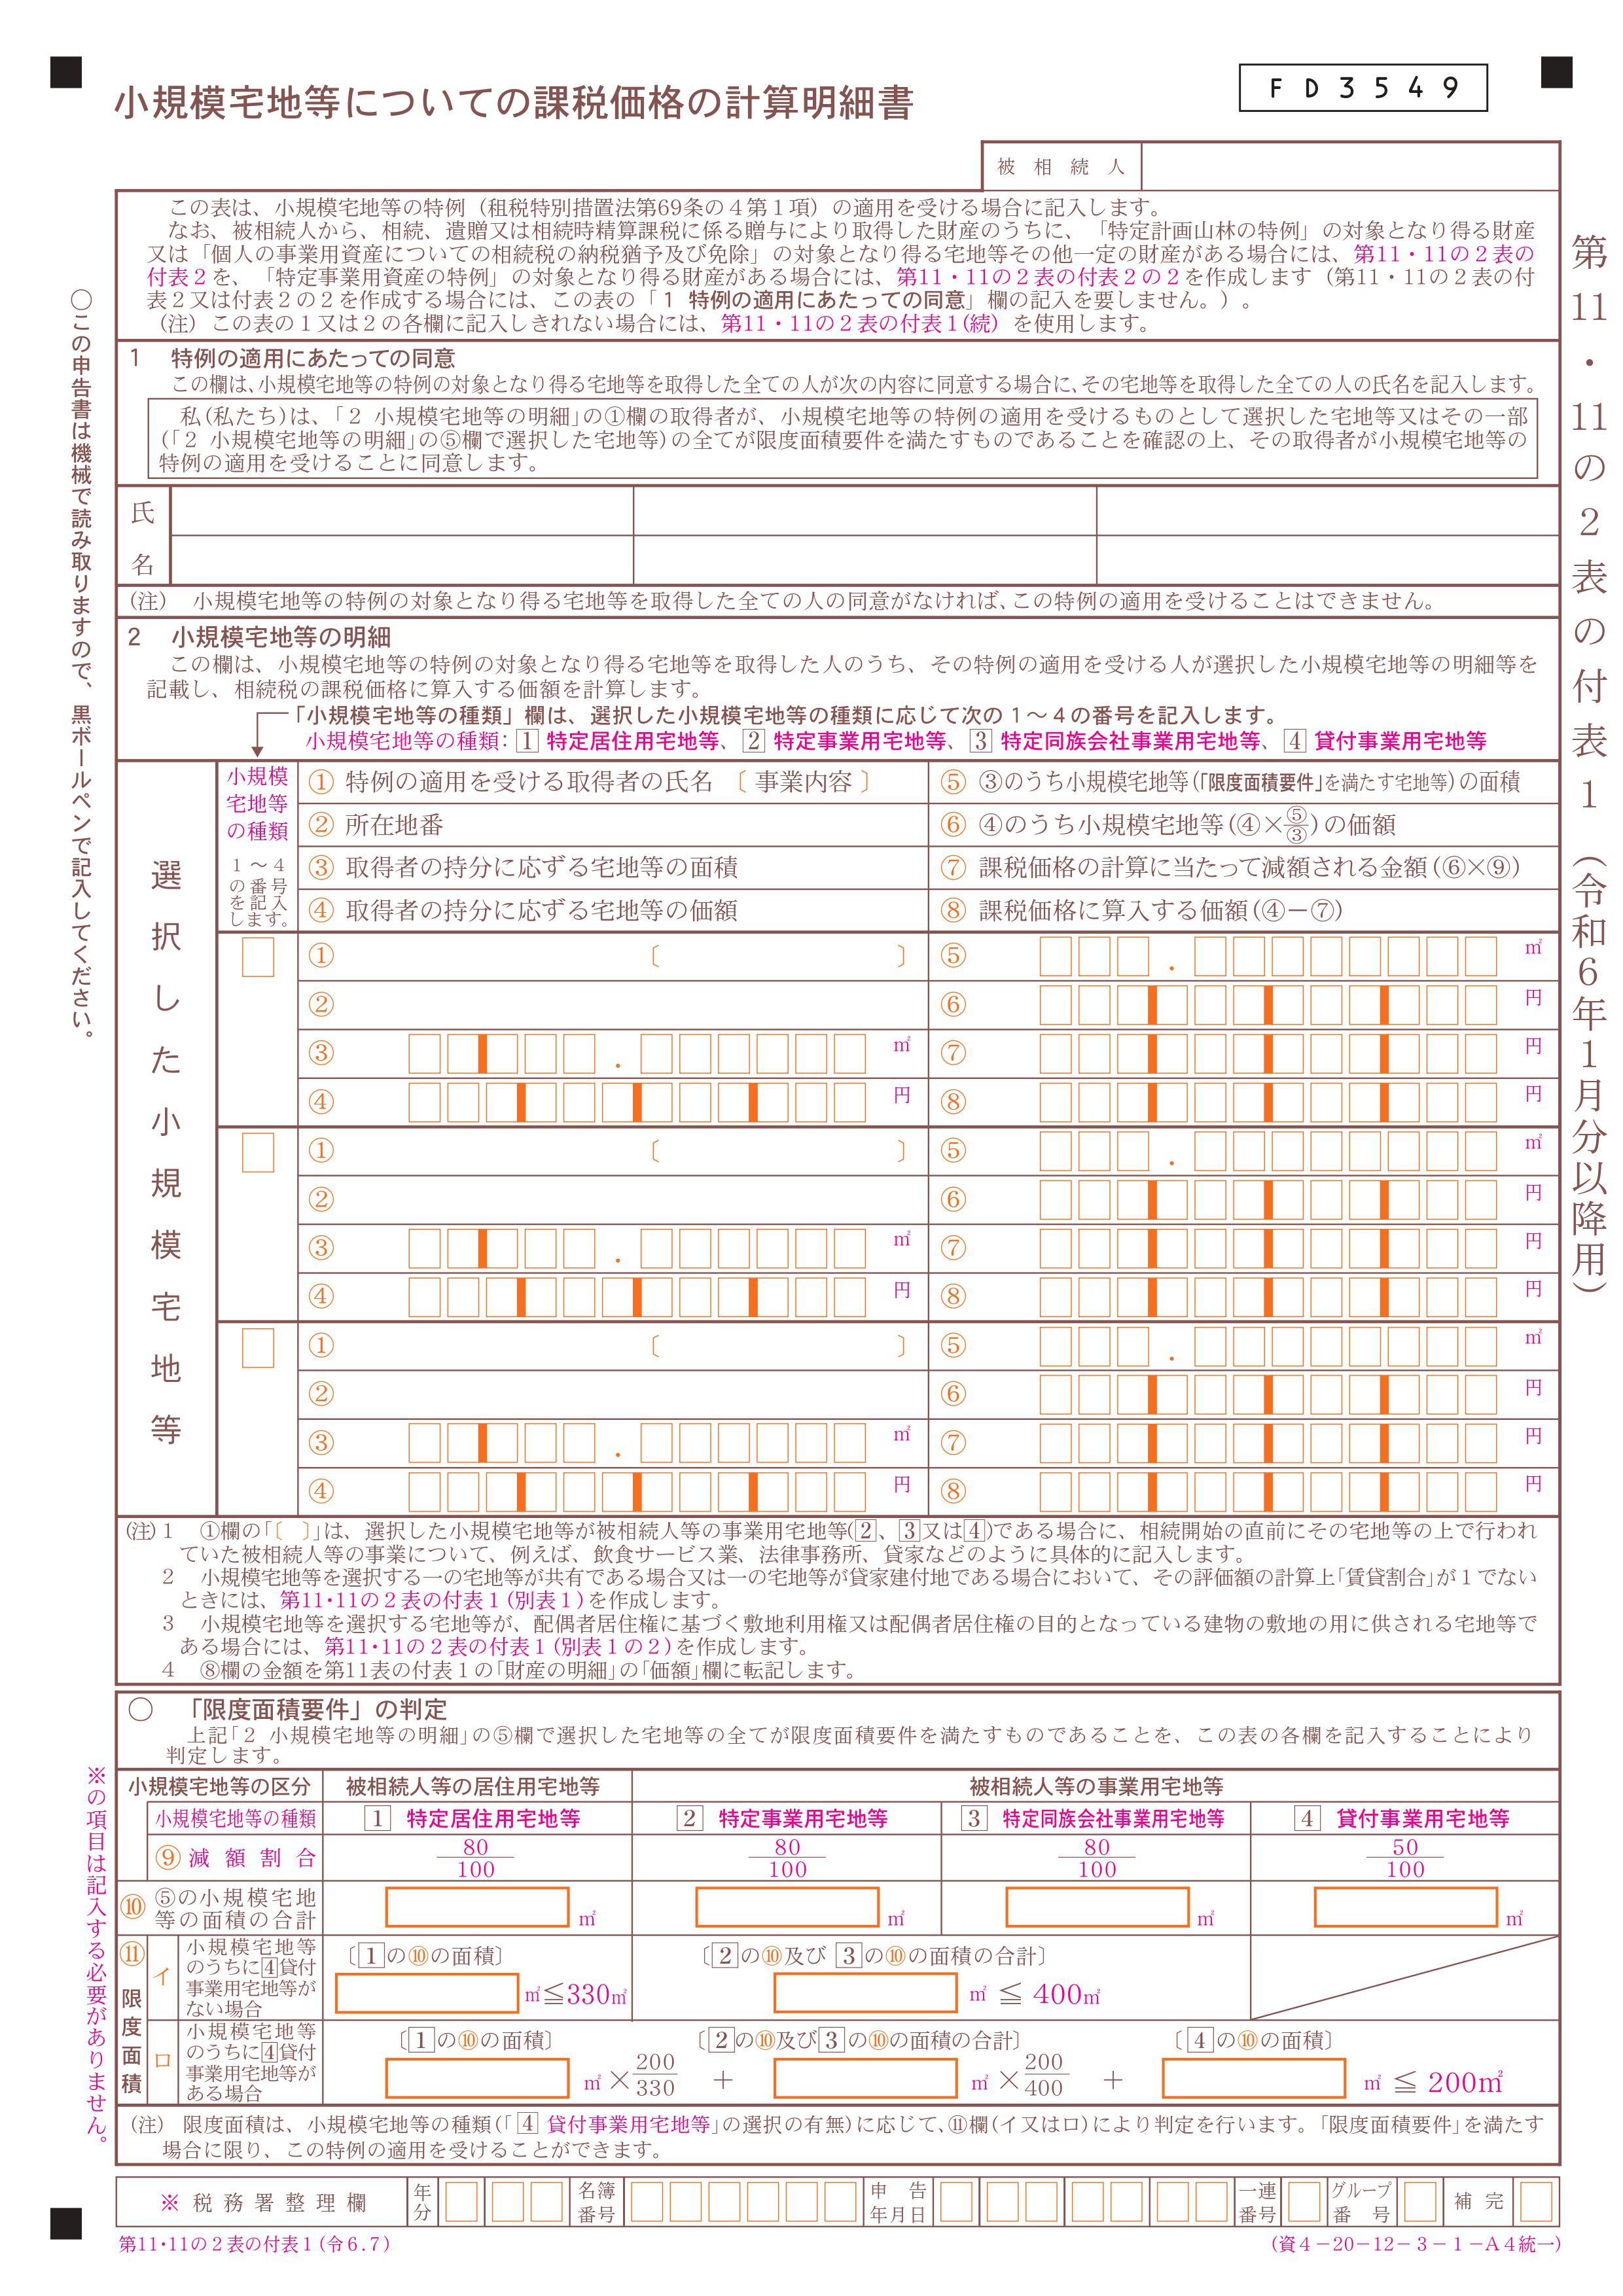 小規模宅地等についての課税価格の計算明細書
FD3549
被相続人
この表は、小規模宅地等の特例（租税特別措置法第69条の４第１項）の適用を受ける場合に記入します。
なお、被相続人から、相続、遺贈又は相続時精算課税に係る贈与により取得した財産のうちに、「特定計画山林の特例」の対象となり得る財産
又は「個人の事業用資産についての相続税の納税猶予及び免除」の対象となり得る宅地等その他一定の財産がある場合には、第11・11の２表の
付表２を、「特定事業用資産の特例」の対象となり得る財産がある場合には、第11・11の２表の付表２の２を作成します（第11・11の２表の付
表２又は付表２の２を作成する場合には、この表の「１ 特例の適用にあたっての同意」欄の記入を要しません。）。
（注）この表の１又は２の各欄に記入しきれない場合には、第11・11の２表の付表１(続) を使用します。
１ 特例の適用にあたっての同意
この欄は、小規模宅地等の特例の対象となり得る宅地等を取得した全ての人が次の内容に同意する場合に、その宅地等を取得した全ての人の氏名を記入します。
私(私たち)は、「２ 小規模宅地等の明細」の①欄の取得者が、小規模宅地等の特例の適用を受けるものとして選択した宅地等又はその一部
(「２ 小規模宅地等の明細」の⑤欄で選択した宅地等)の全てが限度面積要件を満たすものであることを確認の上、その取得者が小規模宅地等の
特例の適用を受けることに同意します。
氏名
(注) 小規模宅地等の特例の対象となり得る宅地等を取得した全ての人の同意がなければ、この特例の適用を受けることはできません。
２ 小規模宅地等の明細
この欄は、小規模宅地等の特例の対象となり得る宅地等を取得した人のうち、その特例の適用を受ける人が選択した小規模宅地等の明細等を
記載し、相続税の課税価格に算入する価額を計算します。
「小規模宅地等の種類」欄は、選択した小規模宅地等の種類に応じて次の１～４の番号を記入します。
小規模宅地等の種類：1 特定居住用宅地等、2 特定事業用宅地等、3 特定同族会社事業用宅地等、4 貸付事業用宅地等
選択した小規模宅地等
小規模
宅地等
の種類
１～４
の番号
を記入
します。
① 特例の適用を受ける取得者の氏名 〔事業内容〕
⑤ ③のうち小規模宅地等(「限度面積要件」を満たす宅地等)の面積
② 所在地番
⑥ ④のうち小規模宅地等(④×⑤/③)の価額
③ 取得者の持分に応ずる宅地等の面積
⑦ 課税価格の計算に当たって減額される金額(⑥×⑨)
④ 取得者の持分に応ずる宅地等の価額
⑧ 課税価格に算入する価額(④－⑦)
① 〔 〕 ⑤ . ㎡
② ⑥ 円
③ . ㎡ ⑦ 円
④ 円 ⑧ 円
① 〔 〕 ⑤ . ㎡
② ⑥ 円
③ . ㎡ ⑦ 円
④ 円 ⑧ 円
① 〔 〕 ⑤ . ㎡
② ⑥ 円
③ . ㎡ ⑦ 円
④ 円 ⑧ 円
(注)１ ①欄の「〔 〕」は、選択した小規模宅地等が被相続人等の事業用宅地等(2、3又は4)である場合に、相続開始の直前にその宅地等の上で行われ
ていた被相続人等の事業について、例えば、飲食サービス業、法律事務所、貸家などのように具体的に記入します。
２ 小規模宅地等を選択する一の宅地等が共有である場合又は一の宅地等が貸家建付地である場合において、その評価額の計算上「賃貸割合」が１でない
ときには、第11・11の２表の付表１(別表１)を作成します。
３ 小規模宅地等を選択する宅地等が、配偶者居住権に基づく敷地利用権又は配偶者居住権の目的となっている建物の敷地の用に供される宅地等で
ある場合には、第11・11の２表の付表１(別表１の２)を作成します。
４ ⑧欄の金額を第11表の付表１の「財産の明細」の「価額」欄に転記します。
○ 「限度面積要件」の判定
上記「２ 小規模宅地等の明細」の⑤欄で選択した宅地等の全てが限度面積要件を満たすものであることを、この表の各欄を記入することにより
判定します。
小規模宅地等の区分 被相続人等の居住用宅地等 被相続人等の事業用宅地等
小規模宅地等の種類 1 特定居住用宅地等 2 特定事業用宅地等 3 特定同族会社事業用宅地等 4 貸付事業用宅地等
⑨ 減額割合 80/100 80/100 80/100 50/100
⑩ ⑤の小規模宅地
等の面積の合計
㎡ ㎡ ㎡ ㎡
⑪ 限度面積
イ
小規模宅地等
のうちに4貸付
事業用宅地等が
ない場合
〔1の⑩の面積〕 〔2の⑩及び3の⑩の面積の合計〕
㎡≦330㎡ ㎡ ≦ 400㎡
ロ
小規模宅地等
のうちに4貸付
事業用宅地等が
ある場合
〔1の⑩の面積〕 〔2の⑩及び3の⑩の面積の合計〕 〔4の⑩の面積〕
㎡×200/330 ＋ ㎡×200/400 ＋ ㎡ ≦ 200㎡
(注) 限度面積は、小規模宅地等の種類(「4 貸付事業用宅地等」の選択の有無)に応じて、⑪欄(イ又はロ)により判定を行います。「限度面積要件」を満たす
場合に限り、この特例の適用を受けることができます。
※税務署整理欄
年分
名簿番号
申告年月日
一連番号
グループ番号
補完
第11・11の２表の付表１(令６.７)
(資４－20－12－３－１－Ａ４統一)
○この申告書は機械で読み取りますので、黒ボールペンで記入してください。
※の項目は記入する必要がありません。
第11・11の２表の付表１（令和６年１月分以降用）